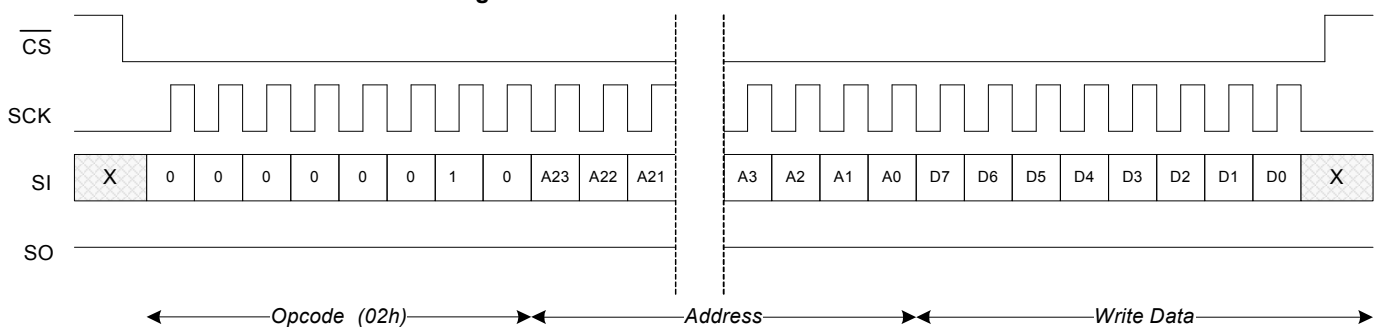 CS
SCK
SI X 0 0 0 0 0 0 1 0 A23 A22 A21 A3 A2 A1 A0 D7 D6 D5 D4 D3 D2 D1 D0 X
SO
Opcode (02h) Address Write Data